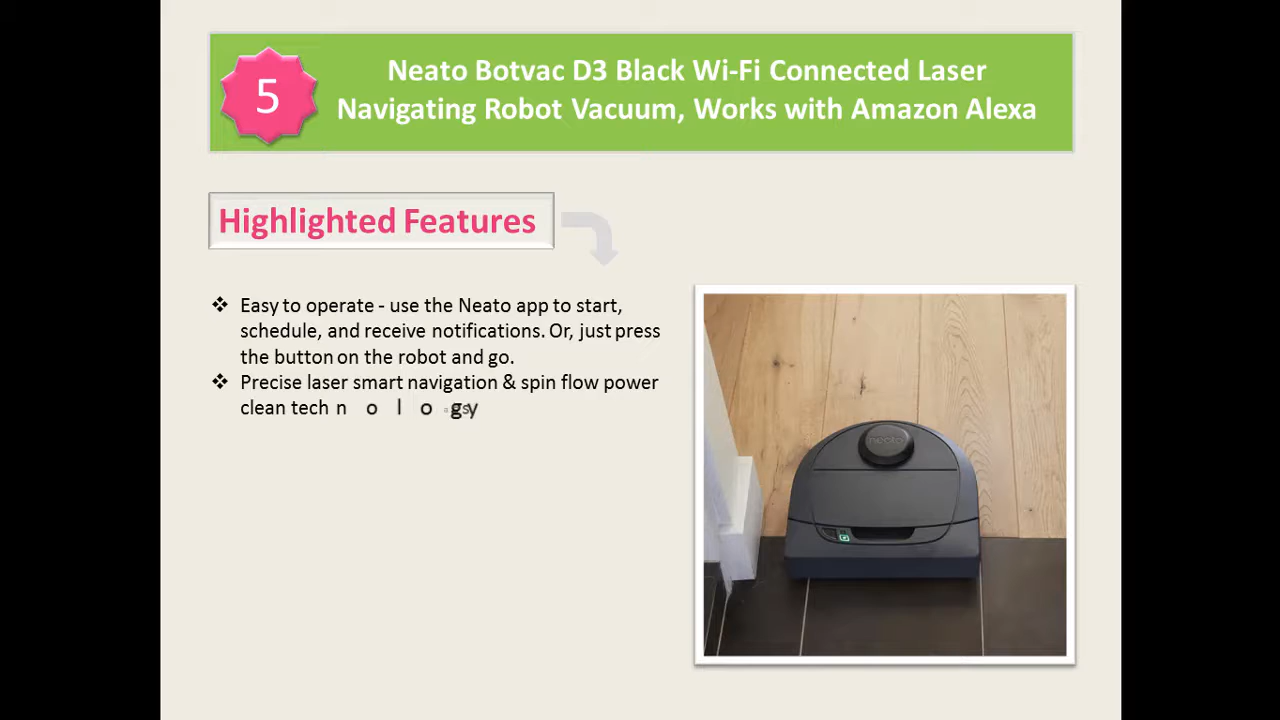 5
Neato Botvac D3 Black Wi-Fi Connected Laser
Navigating Robot Vacuum, Works with Amazon Alexa
Highlighted Features
❖ Easy to operate - use the Neato app to start,
schedule, and receive notifications. Or, just press
the button on the robot and go.
❖ Precise laser smart navigation & spin flow power
clean technology
neato